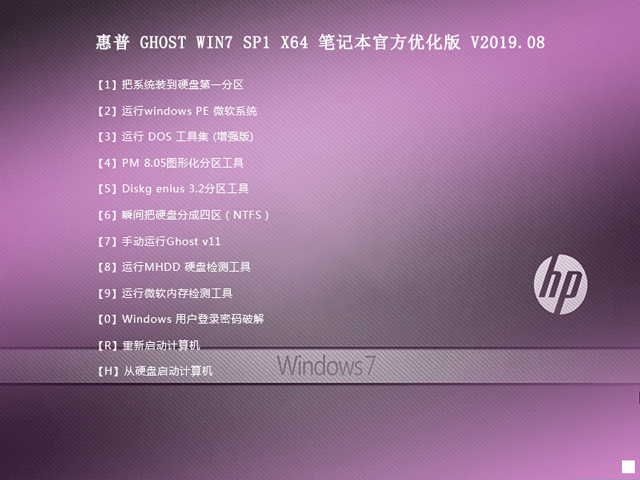 惠普 GHOST WIN7 SP1 X64 笔记本官方优化版 V2019.08
【1】把系统装到硬盘第一分区
【2】运行windows PE 微软系统
【3】运行 DOS 工具集 (增强版)
【4】PM 8.05图形化分区工具
【5】Diskg enius 3.2分区工具
【6】瞬间把硬盘分成四区（NTFS）
【7】手动运行Ghost v11
【8】运行MHDD 硬盘检测工具
hp
【9】运行微软内存检测工具
【0】Windows 用户登录密码破解
【R】重新启动计算机
Windows7
【H】从硬盘启动计算机